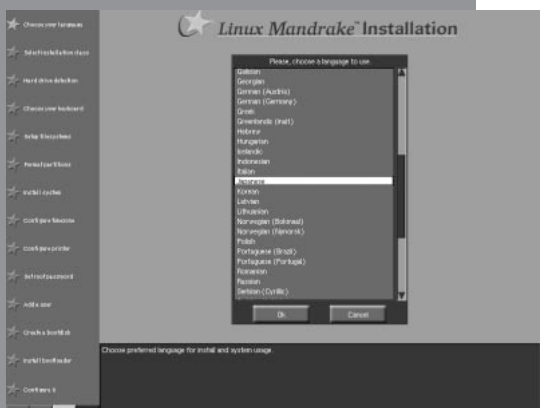 Linux Mandrake™ Installation
Choose your language
Select installation class
Hard drive detection
Choose your keyboard
Setup filesystems
Format partitions
Install system
Configure timezone
Configure printer
Set root password
Add a user
Create a bootdisk
Install bootloader
Configure X
Please, choose a language to use.
Galician
Georgian
German (Austria)
German (Germany)
Greek
Greenlandic (inuit)
Hebrew
Hungarian
Icelandic
Indonesian
Italian
Japanese
Korean
Latvian
Lithuanian
Norwegian (Bokmaal)
Norwegian (Nynorsk)
Polish
Portuguese (Brazil)
Portuguese (Portugal)
Romanian
Russian
Serbian (Cyrillic)
Ok
Cancel
Choose preferred language for install and system usage.